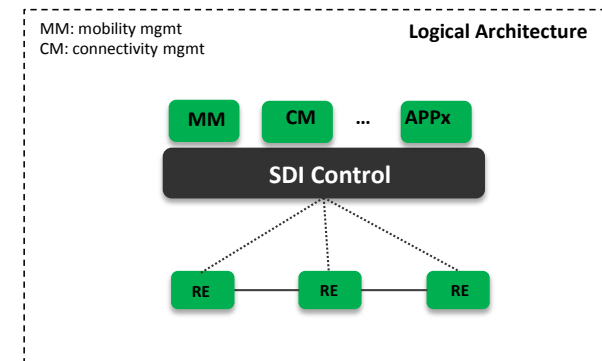 MM: mobility mgmt
CM: connectivity mgmt
Logical Architecture
MM CM ... APPx
SDI Control
RE RE RE